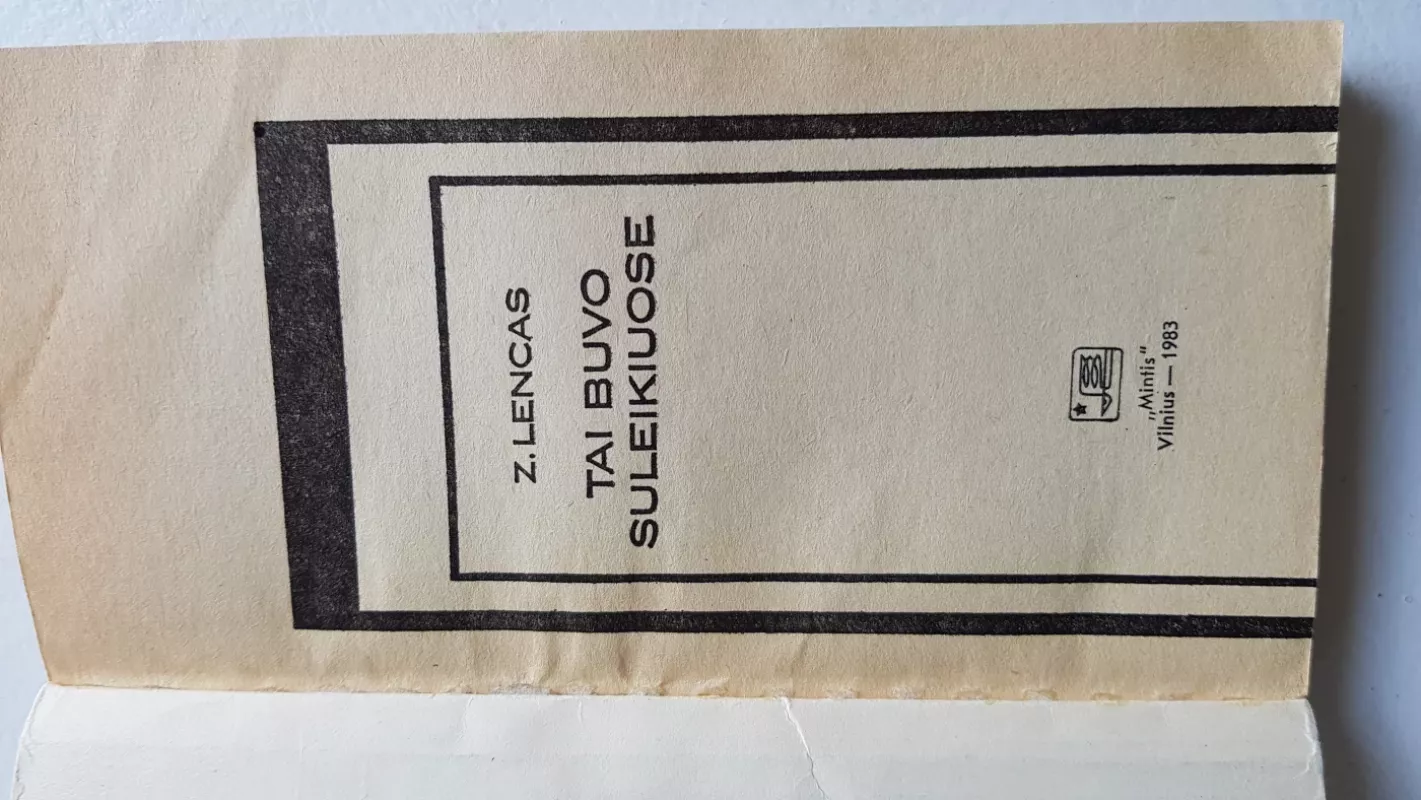 Z. LENCAS
TAI BUVO
SULEIKIUOSE
„Mintis“
Vilnius — 1983